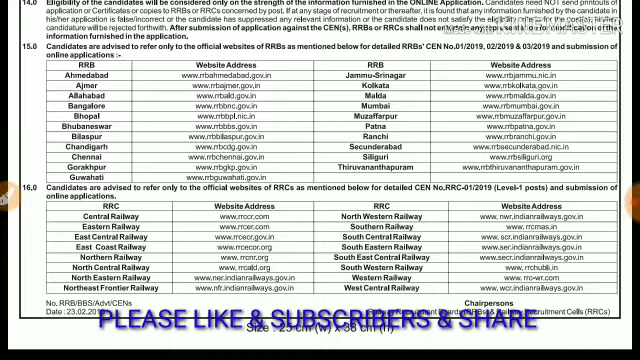 14.0 Eligibility of the candidates will be considered only on the strength of the information furnished in the ONLINE Application. Candidates need NOT send printouts of
application or Certificates or copies to RRBs or RRCs concerned by post. If at any stage of recruitment or thereafter, it is found that any information furnished by the candidate in
his/her application is false/incorrect or the candidate has suppressed any relevant information or the candidate does not satisfy the eligibility
candidature will be rejected forthwith. After submission of application against the CEN(s), RRBs or RRCs shall not
information furnished in the application.
15.0 Candidates are advised to refer only to the official websites of RRBs as mentioned below for detailed RRBs' CEN No.01/2019, 02/2019 & 03/2019 and submission of
online applications :-
RRB Website Address RRB Website Address
Ahmedabad www.rrbahmedabad.gov.in Jammu-Srinagar www.rrbjammu.nic.in
Ajmer www.rrbajmer.gov.in Kolkata www.rrbkolkata.gov.in
Allahabad www.rrbald.gov.in Malda www.rrbmalda.gov.in
Bangalore www.rrbbnc.gov.in Mumbai www.rrbmumbai.gov.in
Bhopal www.rrbbpl.nic.in Muzaffarpur www.rrbmuzaffarpur.gov.in
Bhubaneswar www.rrbbbs.gov.in Patna www.rrbpatna.gov.in
Bilaspur www.rrbbilaspur.gov.in Ranchi www.rrbranchi.gov.in
Chandigarh www.rrbcdg.gov.in Secunderabad www.rrbsecunderabad.nic.in
Chennai www.rrbchennai.gov.in Siliguri www.rrbsiliguri.org
Gorakhpur www.rrbgkp.gov.in Thiruvananthapuram www.rrbthiruvananthapuram.gov.in
Guwahati www.rrbguwahati.gov.in
16.0 Candidates are advised to refer only to the official websites of RRCs as mentioned below for detailed CEN No.RRC-01/2019 (Level-1 posts) and submission of
online applications.
RRC Website Address RRC Website Address
Central Railway www.rrccr.com North Western Railway www.nwr.indianrailways.gov.in
Eastern Railway www.rrcer.com Southern Railway www.rrcmas.in
East Central Railway www.rrcecr.gov.in South Central Railway www.scr.indianrailways.gov.in
East Coast Railway www.rrcecor.org South Eastern Railway www.ser.indianrailways.gov.in
Northern Railway www.rrcnr.org South East Central Railway www.secr.indianrailways.gov.in
North Central Railway www.rrcald.org South Western Railway www.rrchubli.in
North Eastern Railway www.ner.indianrailways.gov.in Western Railway www.rrc-wr.com
Northeast Frontier Railway www.nfr.indianrailways.gov.in West Central Railway www.wcr.indianrailways.gov.in
No. RRB/BBS/Advt/CENs Chairpersons
Date : 23.02.2019 Railway Recruitment Boards (RRBs) & Railway Recruitment Cells (RRCs)
PLEASE LIKE & SUBSCRIBERS & SHARE
Size : 25 cm (w) x 38 cm (h)